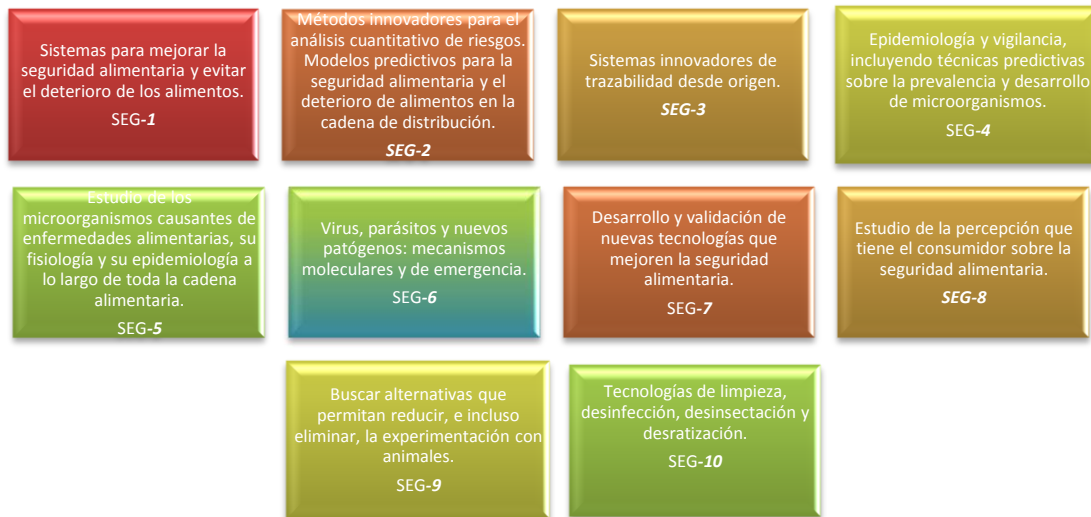 Sistemas para mejorar la
seguridad alimentaria y evitar
el deterioro de los alimentos.
SEG-1
Métodos innovadores para el
análisis cuantitativo de riesgos.
Modelos predictivos para la
seguridad alimentaria y el
deterioro de alimentos en la
cadena de distribución.
SEG-2
Sistemas innovadores de
trazabilidad desde origen.
SEG-3
Epidemiología y vigilancia,
incluyendo técnicas predictivas
sobre la prevalencia y desarrollo
de microorganismos.
SEG-4
Estudio de los
microorganismos causantes de
enfermedades alimentarias, su
fisiología y su epidemiología a
lo largo de toda la cadena
alimentaria.
SEG-5
Virus, parásitos y nuevos
patógenos: mecanismos
moleculares y de emergencia.
SEG-6
Desarrollo y validación de
nuevas tecnologías que
mejoren la seguridad
alimentaria.
SEG-7
Estudio de la percepción que
tiene el consumidor sobre la
seguridad alimentaria.
SEG-8
Buscar alternativas que
permitan reducir, e incluso
eliminar, la experimentación con
animales.
SEG-9
Tecnologías de limpieza,
desinfección, desinsectación y
desratización.
SEG-10